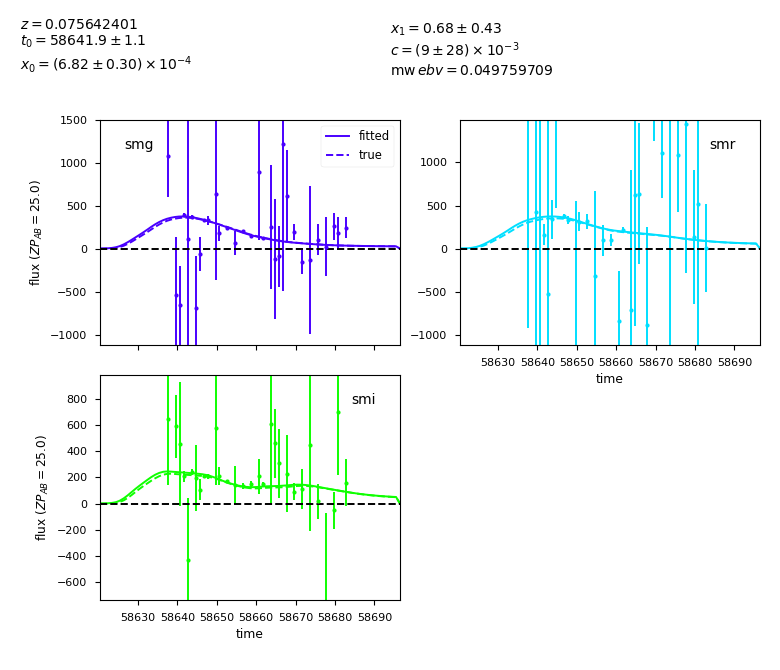 z = 0.075642401
t₀ = 58641.9 ± 1.1
x₀ = (6.82 ± 0.30) × 10⁻⁴
x₁ = 0.68 ± 0.43
c = (9 ± 28) × 10⁻³
mw ebv = 0.049759709
smg
fitted
true
1500
1000
500
0
−500
−1000
flux (ZP_AB = 25.0)
smr
1000
500
0
−500
−1000
58630 58640 58650 58660 58670 58680 58690
time
smi
800
600
400
200
0
−200
−400
−600
flux (ZP_AB = 25.0)
58630 58640 58650 58660 58670 58680 58690
time